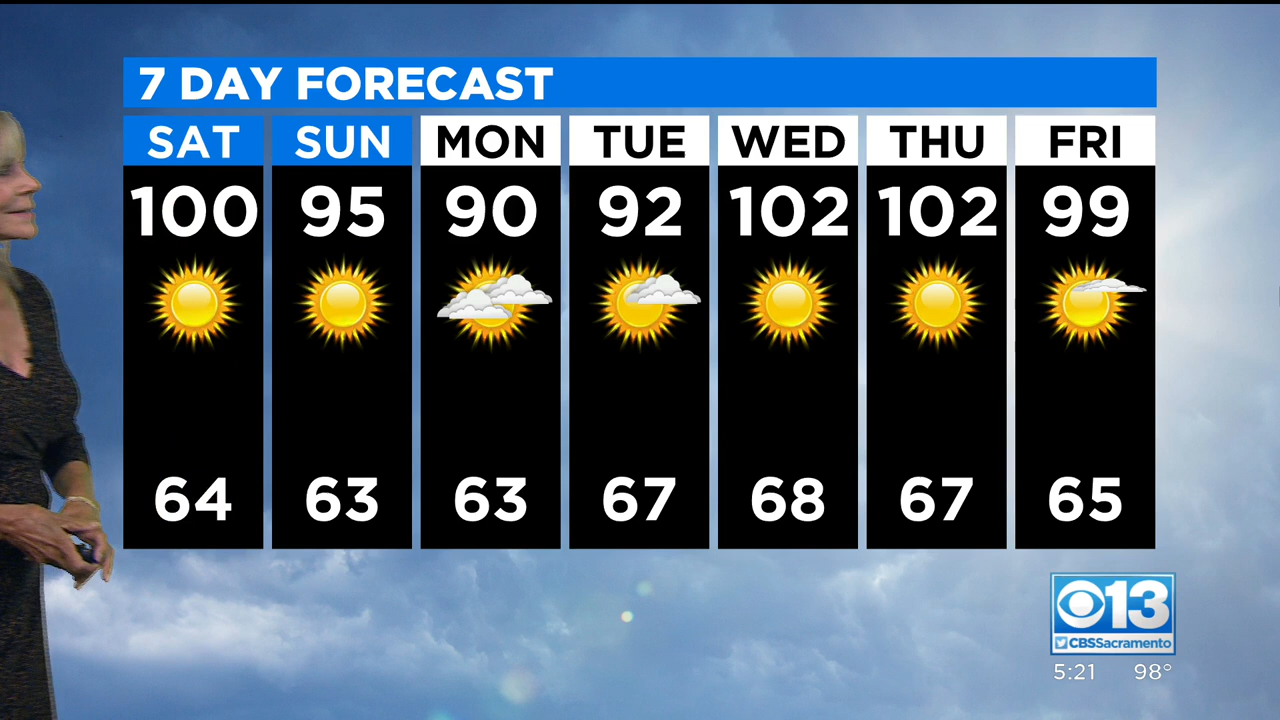 7 DAY FORECAST
SAT SUN MON TUE WED THU FRI
100 95 90 92 102 102 99
64 63 63 67 68 67 65
13
CBSSacramento
5:21 98°